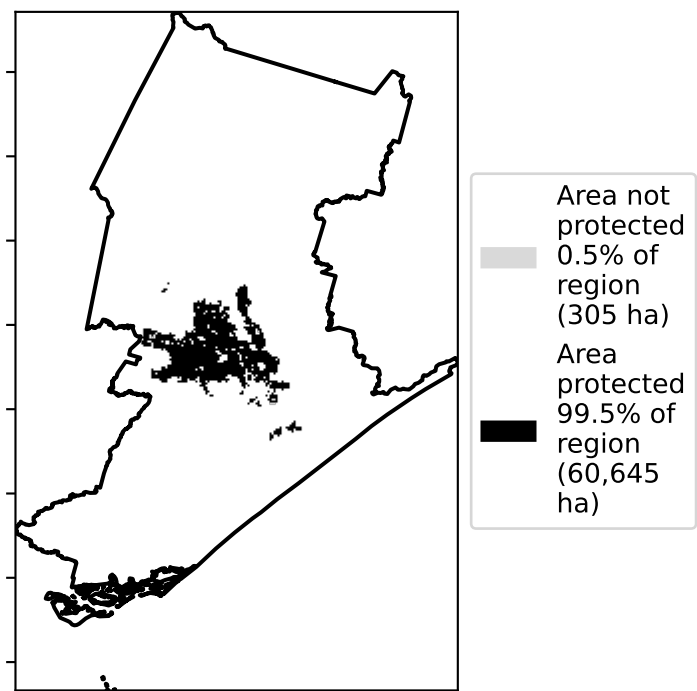 Area not
protected
0.5% of
region
(305 ha)
Area
protected
99.5% of
region
(60,645
ha)